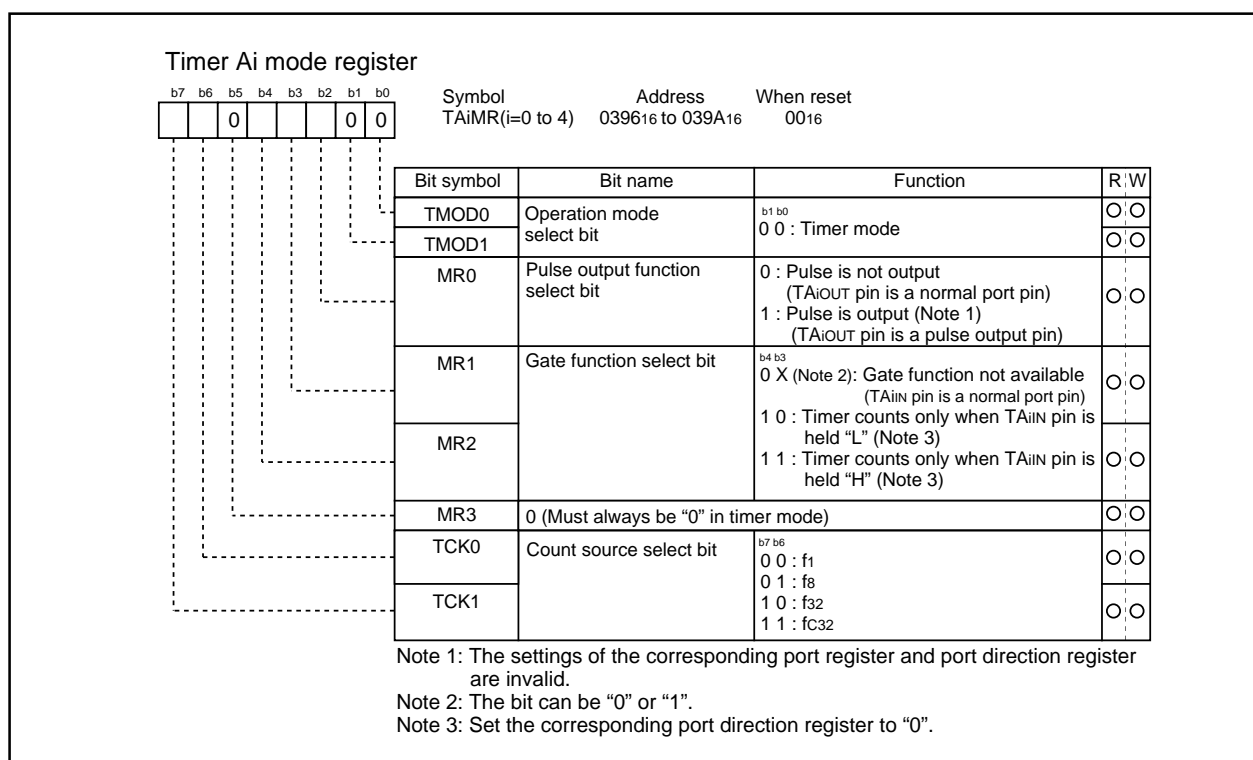 Timer Ai mode register
b7 b6 b5 b4 b3 b2 b1 b0
0 0 0
Symbol Address When reset
TAiMR(i=0 to 4) 039616 to 039A16 0016
Bit symbol Bit name Function R W
TMOD0 Operation mode select bit b1 b0
TMOD1 0 0 : Timer mode
MR0 Pulse output function select bit 0 : Pulse is not output
(TAiOUT pin is a normal port pin)
1 : Pulse is output (Note 1)
(TAiOUT pin is a pulse output pin)
MR1 Gate function select bit b4 b3
0 X (Note 2): Gate function not available
(TAiIN pin is a normal port pin)
1 0 : Timer counts only when TAiIN pin is
MR2 held “L” (Note 3)
1 1 : Timer counts only when TAiIN pin is
held “H” (Note 3)
MR3 0 (Must always be “0” in timer mode)
TCK0 Count source select bit b7 b6
0 0 : f1
0 1 : f8
TCK1 1 0 : f32
1 1 : fC32
Note 1: The settings of the corresponding port register and port direction register
are invalid.
Note 2: The bit can be “0” or “1”.
Note 3: Set the corresponding port direction register to “0”.